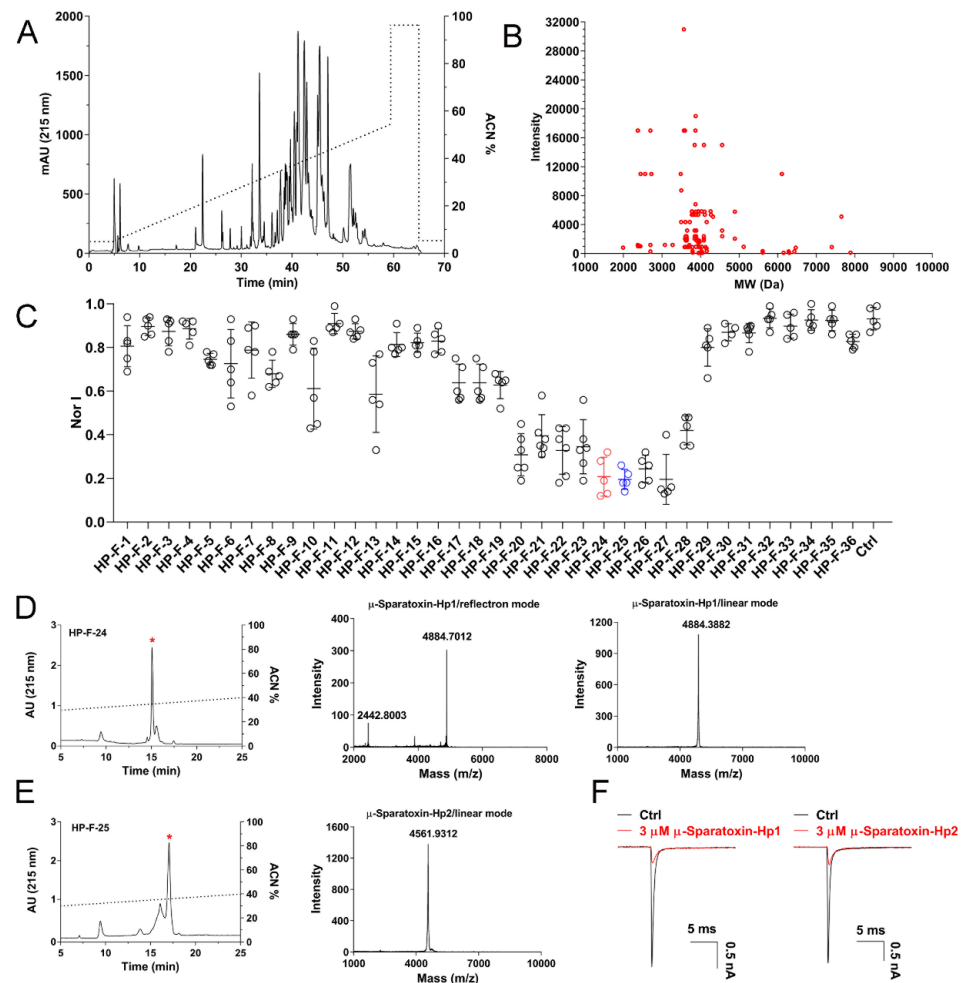 A
mAU (215 nm)
2000
1500
1000
500
0
0 10 20 30 40 50 60 70
Time (min)
100
80
60
40
20
0
ACN %
B
Intensity
32000
28000
24000
20000
16000
12000
8000
4000
0
1000 2000 3000 4000 5000 6000 7000 8000 9000 10000
MW (Da)
C
Nor I
1.0
0.8
0.6
0.4
0.2
0.0
HP-F-1
HP-F-2
HP-F-3
HP-F-4
HP-F-5
HP-F-6
HP-F-7
HP-F-8
HP-F-9
HP-F-10
HP-F-11
HP-F-12
HP-F-13
HP-F-14
HP-F-15
HP-F-16
HP-F-17
HP-F-18
HP-F-19
HP-F-20
HP-F-21
HP-F-22
HP-F-23
HP-F-24
HP-F-25
HP-F-26
HP-F-27
HP-F-28
HP-F-29
HP-F-30
HP-F-31
HP-F-32
HP-F-33
HP-F-34
HP-F-35
HP-F-36
Ctrl
D
HP-F-24
*
AU (215 nm)
3
2
1
0
5 10 15 20 25
Time (min)
100
80
60
40
20
0
ACN %
μ-Sparatoxin-Hp1/reflectron mode
Intensity
400
300
200
100
0
4884.7012
2442.8003
2000 4000 6000 8000
Mass (m/z)
μ-Sparatoxin-Hp1/linear mode
Intensity
1200
900
600
300
0
4884.3882
1000 4000 7000 10000
Mass (m/z)
E
HP-F-25
*
AU (215 nm)
3
2
1
0
5 10 15 20 25
Time (min)
100
80
60
40
20
0
ACN %
μ-Sparatoxin-Hp2/linear mode
Intensity
1600
1200
800
400
0
4561.9312
1000 4000 7000 10000
Mass (m/z)
F
Ctrl
3 μM μ-Sparatoxin-Hp1
5 ms
0.5 nA
Ctrl
3 μM μ-Sparatoxin-Hp2
5 ms
0.5 nA